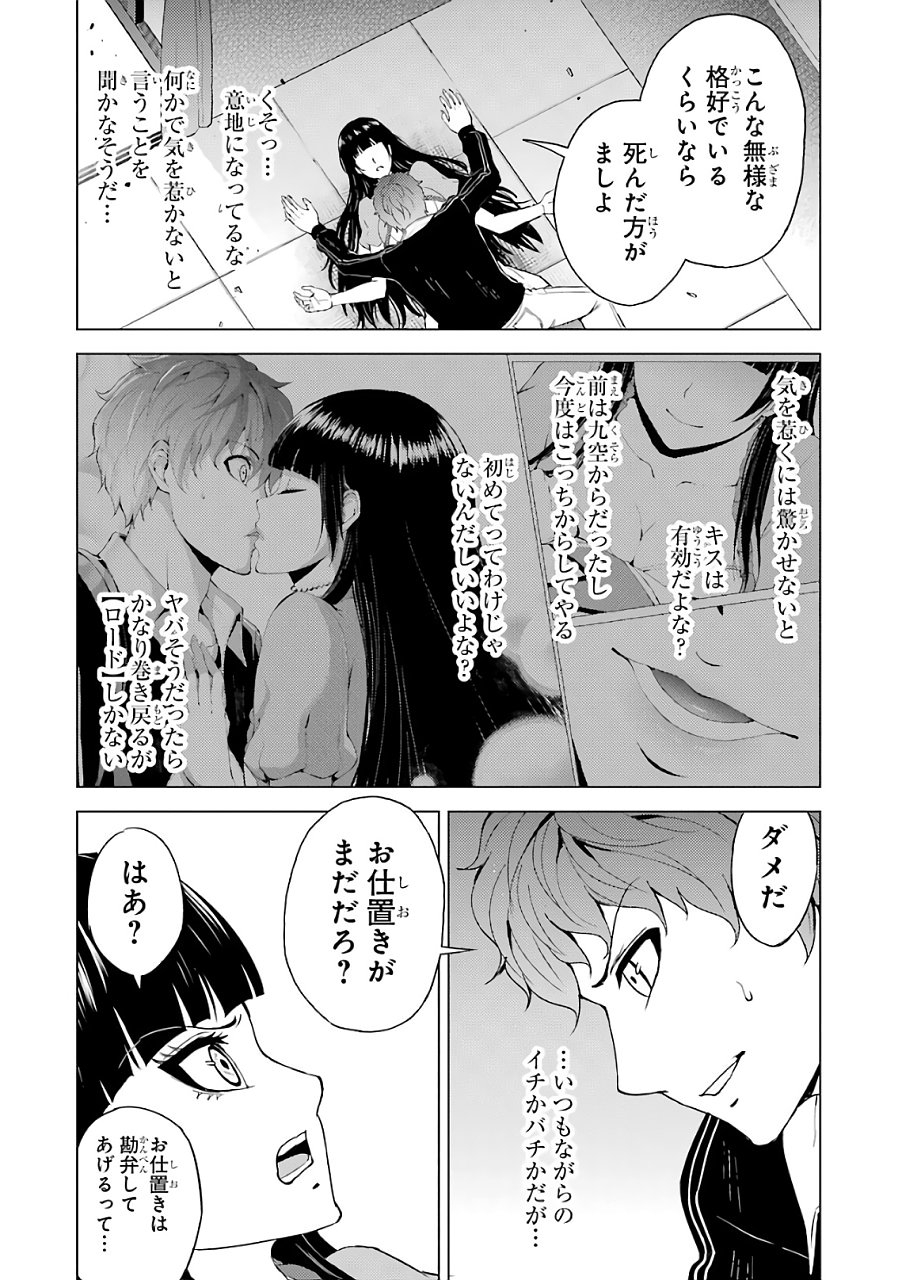 こんな無様な
格好でいる
くらいなら
死んだ方が
ましよ
くそっ…
意地になってるな
何かで気を惹かないと
言うことを
聞かなそうだ…
気を惹くには驚かせないと
キスは
有効だよな?
前は九空からだったし
今度はこっちからしてやる
初めてってわけじゃ
ないんだしいいよな?
ヤバそうだったら
かなり巻き戻るが
【ロード】しかない
ダメだ
…いつもながらの
イチかバチかだが…
お仕置きが
まだだろ?
はあ?
お仕置きは
勘弁して
あげるって…